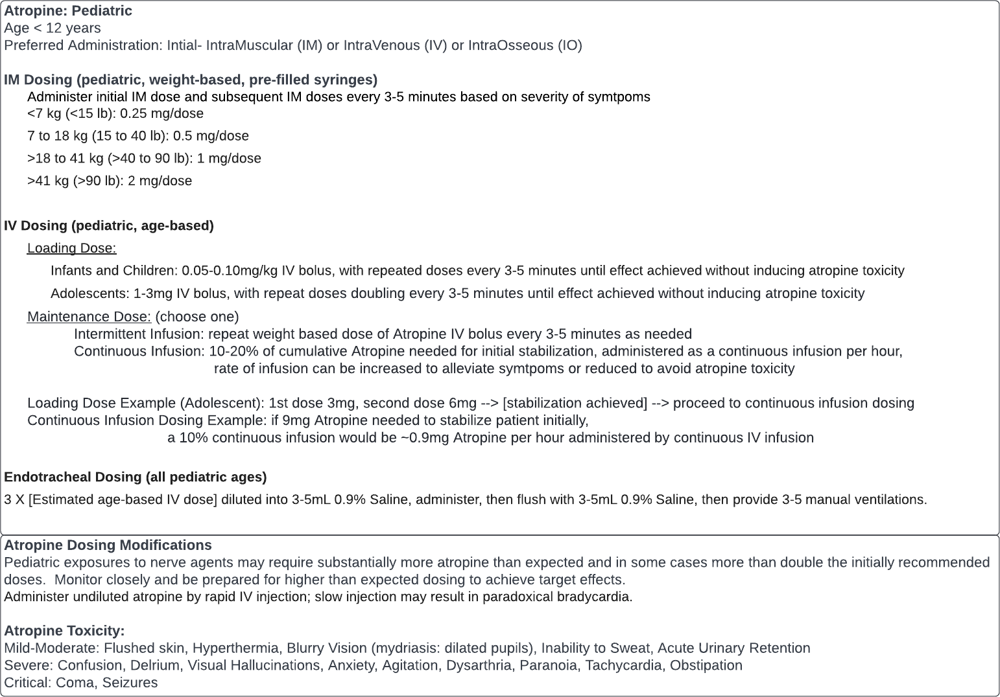 Atropine: Pediatric
Age < 12 years
Preferred Administration: Intial- IntraMuscular (IM) or IntraVenous (IV) or IntraOsseous (IO)
IM Dosing (pediatric, weight-based, pre-filled syringes)
Administer initial IM dose and subsequent IM doses every 3-5 minutes based on severity of symtpoms
<7 kg (<15 lb): 0.25 mg/dose
7 to 18 kg (15 to 40 lb): 0.5 mg/dose
>18 to 41 kg (>40 to 90 lb): 1 mg/dose
>41 kg (>90 lb): 2 mg/dose
IV Dosing (pediatric, age-based)
Loading Dose:
Infants and Children: 0.05-0.10mg/kg IV bolus, with repeated doses every 3-5 minutes until effect achieved without inducing atropine toxicity
Adolescents: 1-3mg IV bolus, with repeat doses doubling every 3-5 minutes until effect achieved without inducing atropine toxicity
Maintenance Dose: (choose one)
Intermittent Infusion: repeat weight based dose of Atropine IV bolus every 3-5 minutes as needed
Continuous Infusion: 10-20% of cumulative Atropine needed for initial stabilization, administered as a continuous infusion per hour,
rate of infusion can be increased to alleviate symtpoms or reduced to avoid atropine toxicity
Loading Dose Example (Adolescent): 1st dose 3mg, second dose 6mg --> [stabilization achieved] --> proceed to continuous infusion dosing
Continuous Infusion Dosing Example: if 9mg Atropine needed to stabilize patient initially,
a 10% continuous infusion would be ~0.9mg Atropine per hour administered by continuous IV infusion
Endotracheal Dosing (all pediatric ages)
3 X [Estimated age-based IV dose] diluted into 3-5mL 0.9% Saline, administer, then flush with 3-5mL 0.9% Saline, then provide 3-5 manual ventilations.
Atropine Dosing Modifications
Pediatric exposures to nerve agents may require substantially more atropine than expected and in some cases more than double the initially recommended
doses.  Monitor closely and be prepared for higher than expected dosing to achieve target effects.
Administer undiluted atropine by rapid IV injection; slow injection may result in paradoxical bradycardia.
Atropine Toxicity:
Mild-Moderate: Flushed skin, Hyperthermia, Blurry Vision (mydriasis: dilated pupils), Inability to Sweat, Acute Urinary Retention
Severe: Confusion, Delrium, Visual Hallucinations, Anxiety, Agitation, Dysarthria, Paranoia, Tachycardia, Obstipation
Critical: Coma, Seizures